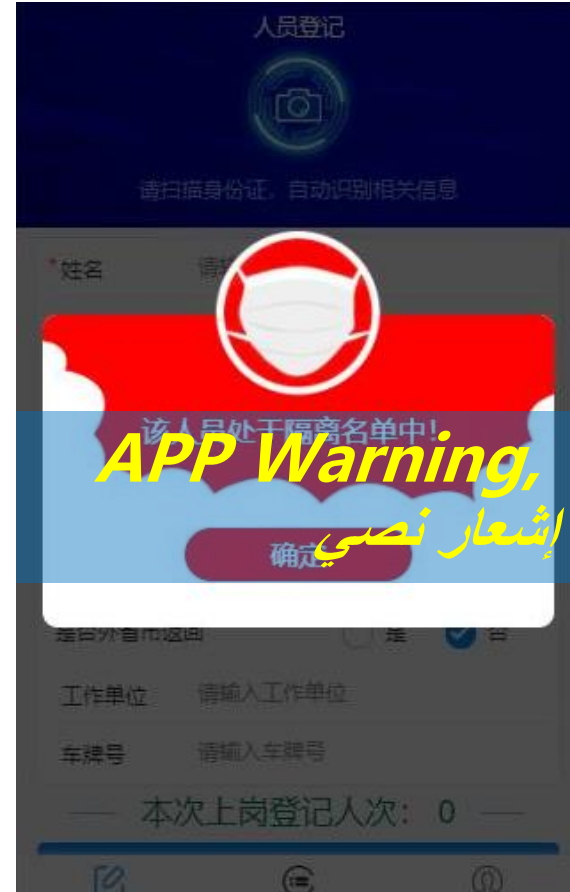 人员登记
请扫描身份证，自动识别相关信息
*姓名
该人员处于隔离名单中!
APP Warning,
إشعار نصي
确定
是否外省市返回 是 否
工作单位 请输入工作单位
车牌号 请输入车牌号
本次上岗登记人次： 0